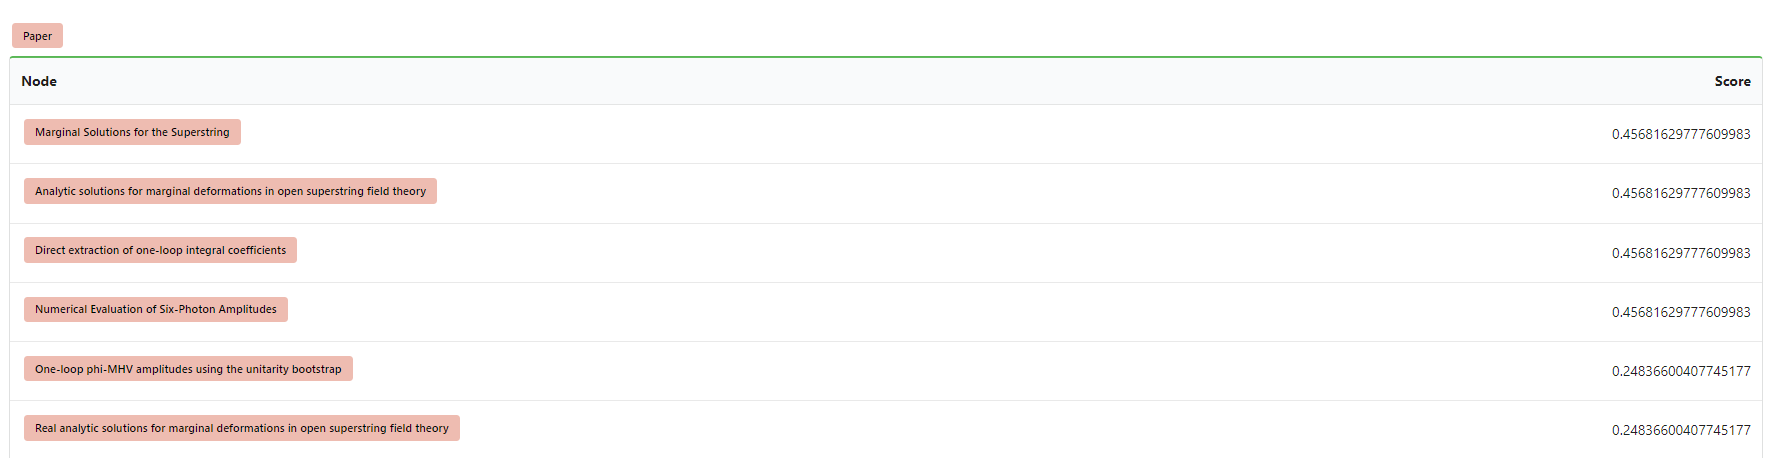 Paper
Node Score
Marginal Solutions for the Superstring 0.45681629777609983
Analytic solutions for marginal deformations in open superstring field theory 0.45681629777609983
Direct extraction of one-loop integral coefficients 0.45681629777609983
Numerical Evaluation of Six-Photon Amplitudes 0.45681629777609983
One-loop phi-MHV amplitudes using the unitarity bootstrap 0.24836600407745177
Real analytic solutions for marginal deformations in open superstring field theory 0.24836600407745177